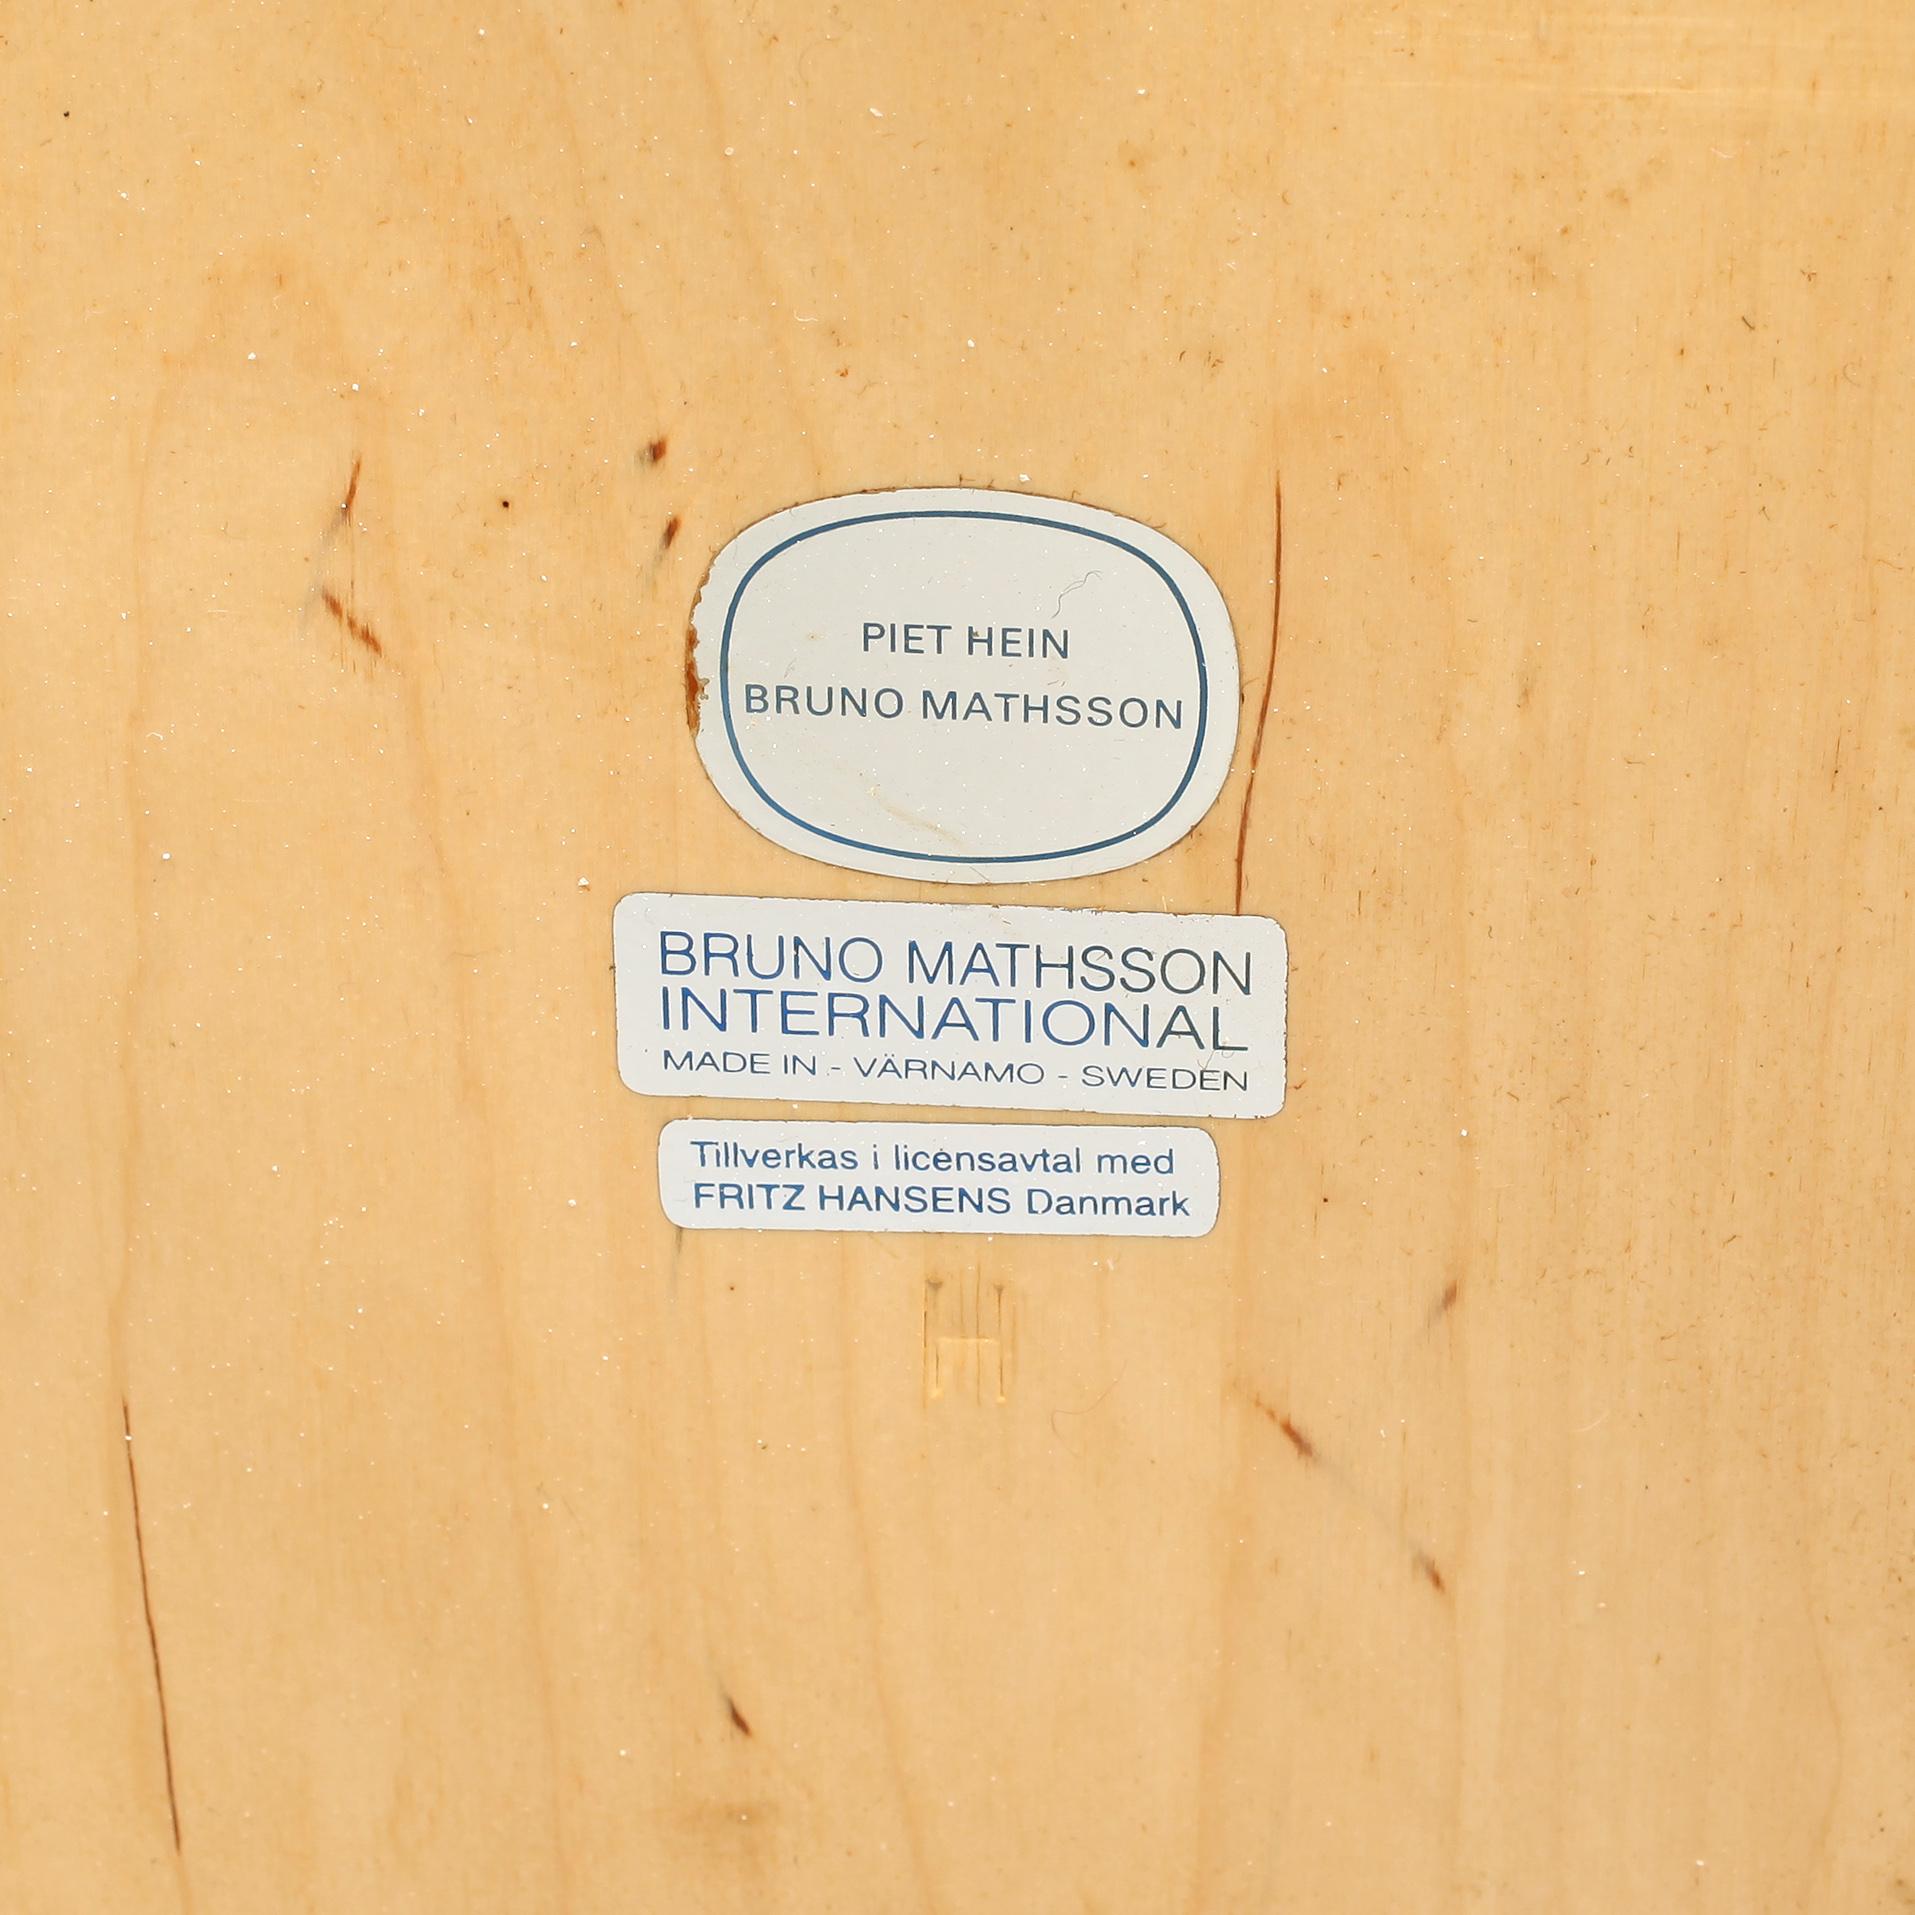 PIET HEIN
BRUNO MATHSSON
BRUNO MATHSSON
INTERNATIONAL
MADE IN - VÄRNAMO - SWEDEN
Tillverkas i licensavtal med
FRITZ HANSENS Danmark
H